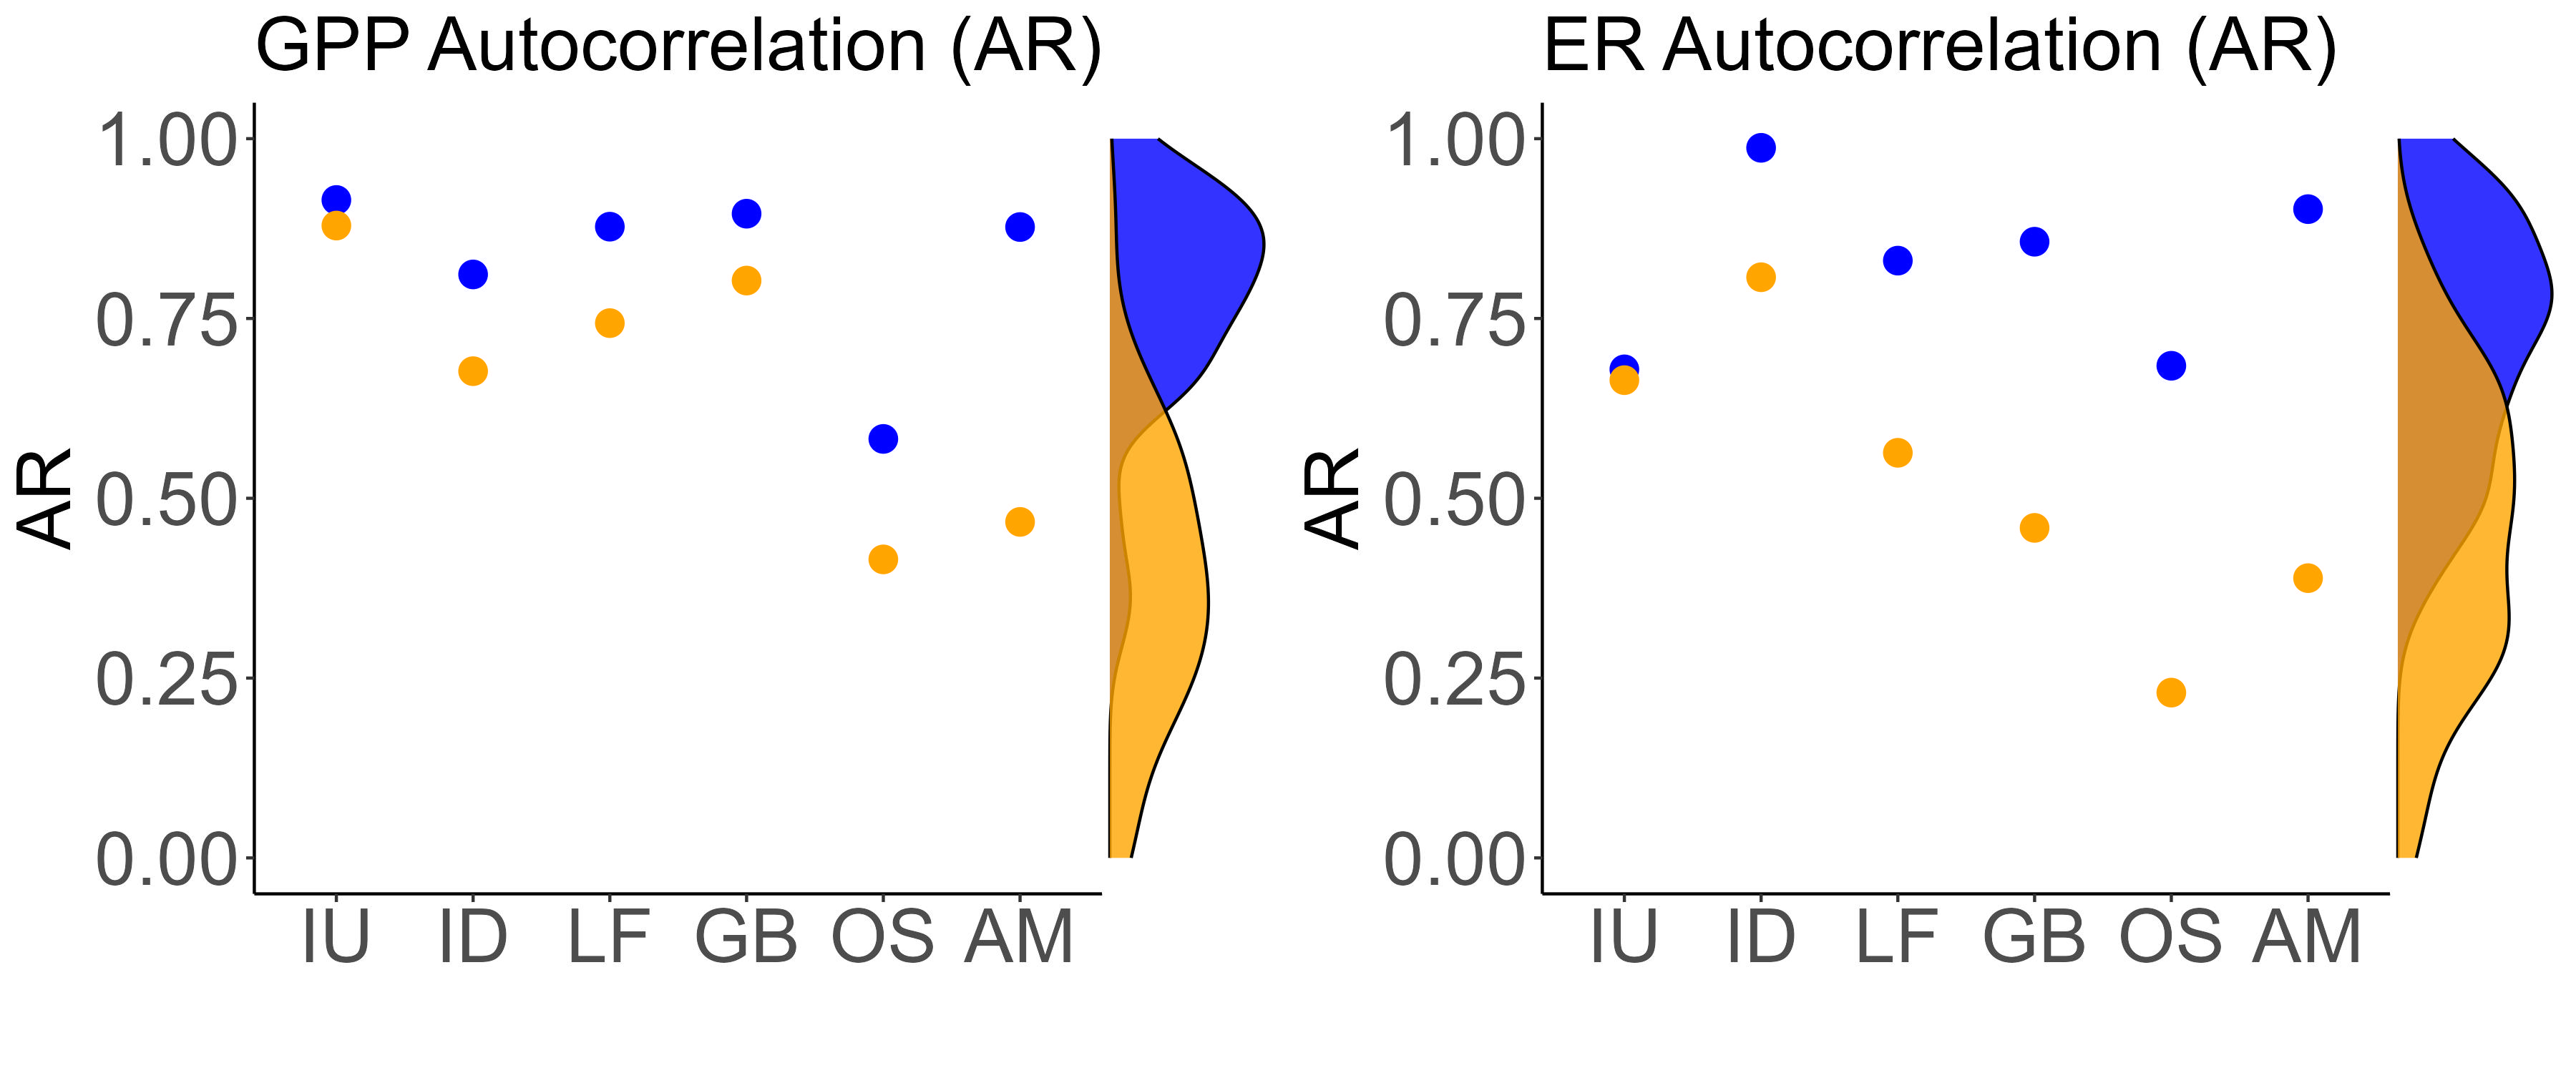 GPP Autocorrelation (AR)
AR
1.00
0.75
0.50
0.25
0.00
IU ID LF GB OS AM
ER Autocorrelation (AR)
AR
1.00
0.75
0.50
0.25
0.00
IU ID LF GB OS AM